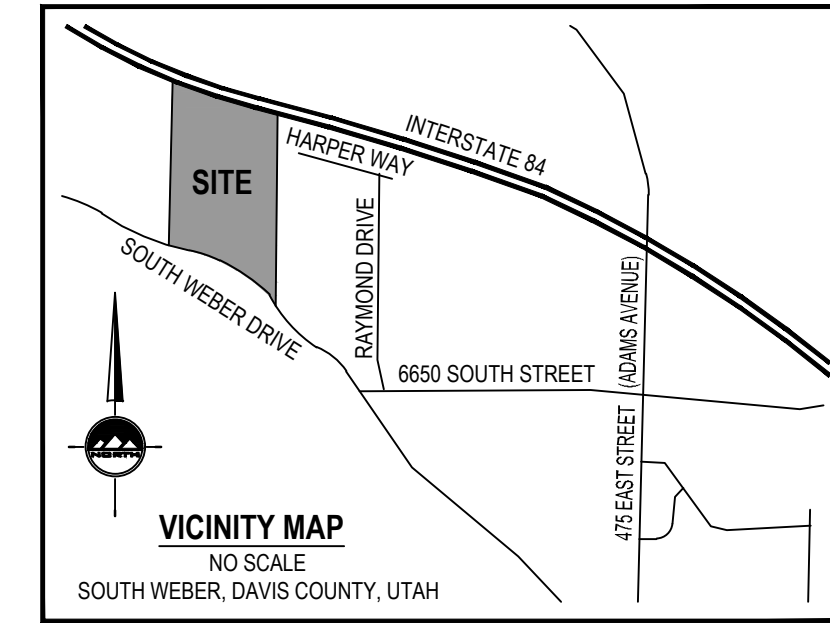 INTERSTATE 84
HARPER WAY
SITE
RAYMOND DRIVE
SOUTH WEBER DRIVE
(ADAMS AVENUE)
475 EAST STREET
6650 SOUTH STREET
NORTH
VICINITY MAP
NO SCALE
SOUTH WEBER, DAVIS COUNTY, UTAH